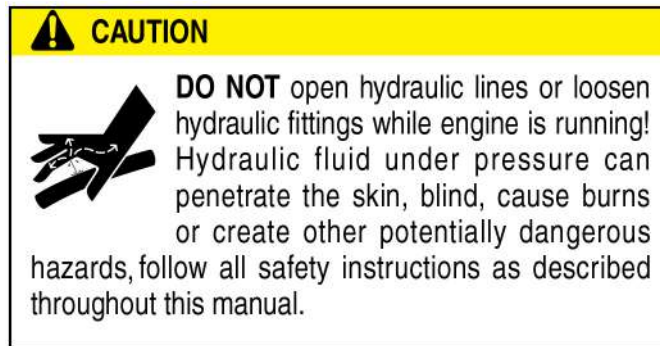 CAUTION
DO NOT open hydraulic lines or loosen
hydraulic fittings while engine is running!
Hydraulic fluid under pressure can
penetrate the skin, blind, cause burns
or create other potentially dangerous
hazards, follow all safety instructions as described
throughout this manual.